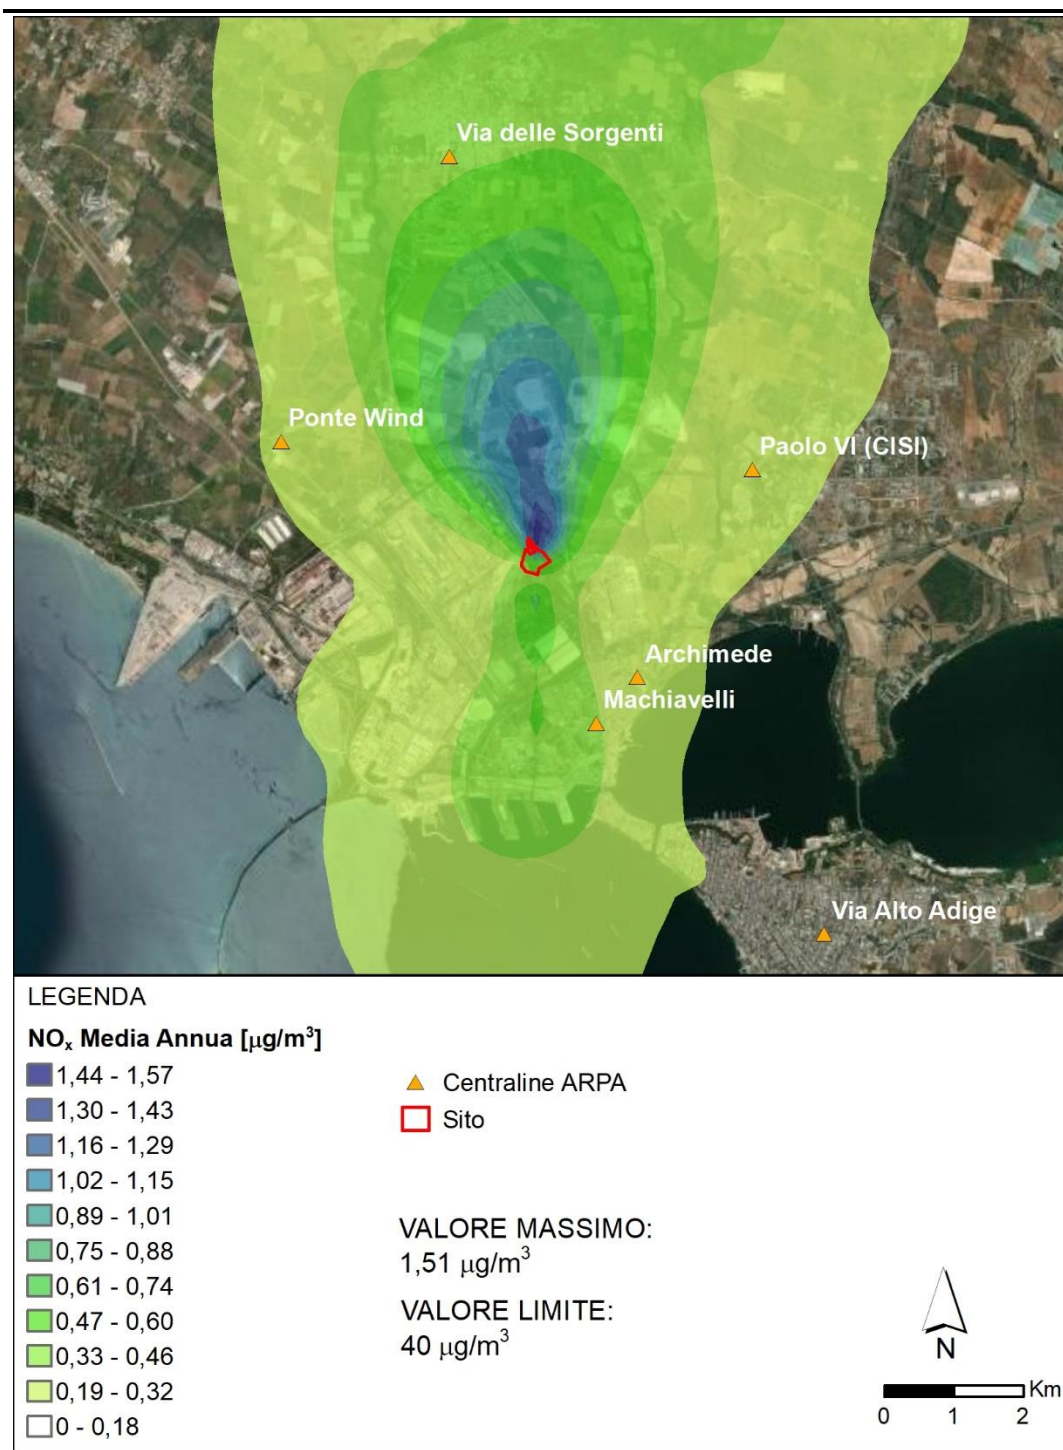 Via delle Sorgenti
Ponte Wind
Paolo VI (CISI)
Archimede
Machiavelli
Via Alto Adige
LEGENDA
NOₓ Media Annua [μg/m³]
1,44 - 1,57
1,30 - 1,43
1,16 - 1,29
1,02 - 1,15
0,89 - 1,01
0,75 - 0,88
0,61 - 0,74
0,47 - 0,60
0,33 - 0,46
0,19 - 0,32
0 - 0,18
Centraline ARPA
Sito
VALORE MASSIMO:
1,51 μg/m³
VALORE LIMITE:
40 μg/m³
N
Km
0 1 2